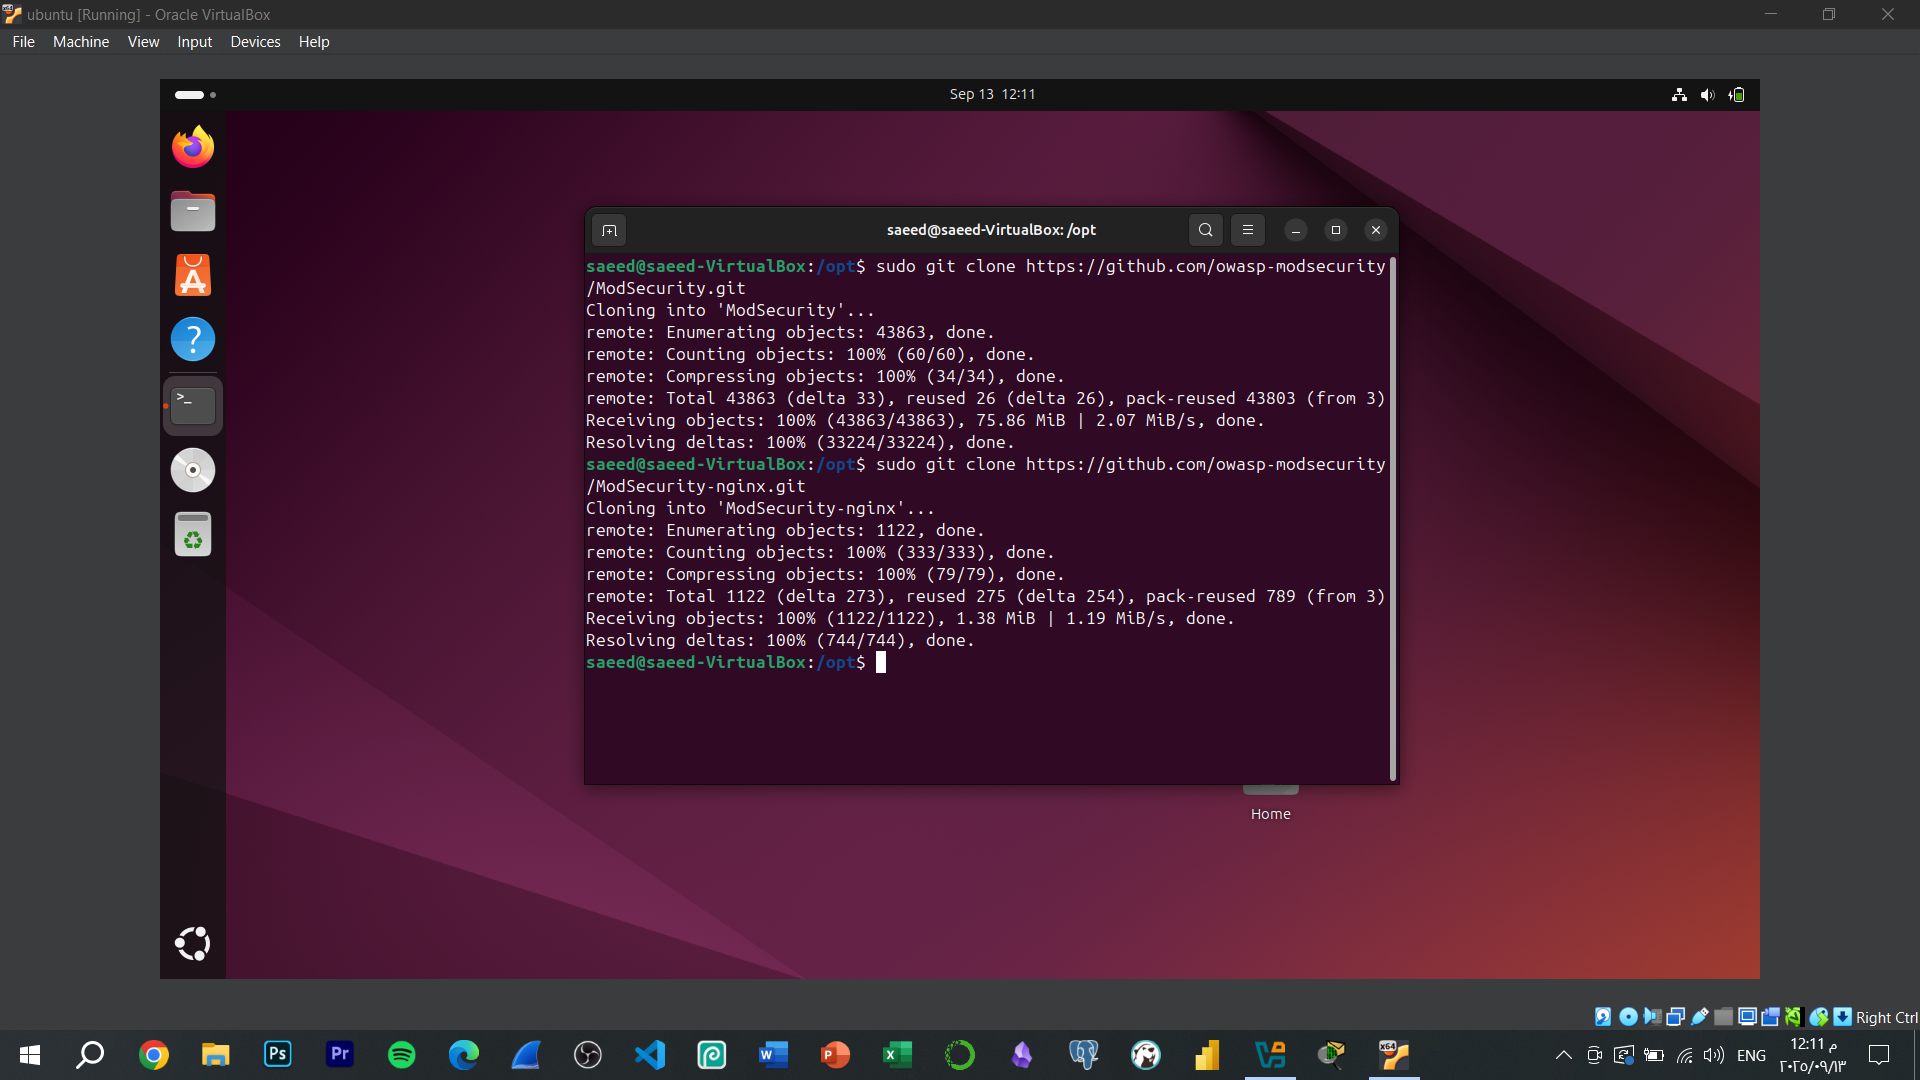 ubuntu [Running] - Oracle VirtualBox
File Machine View Input Devices Help
Sep 13 12:11
saeed@saeed-VirtualBox: /opt
saeed@saeed-VirtualBox:/opt$ sudo git clone https://github.com/owasp-modsecurity
/ModSecurity.git
Cloning into 'ModSecurity'...
remote: Enumerating objects: 43863, done.
remote: Counting objects: 100% (60/60), done.
remote: Compressing objects: 100% (34/34), done.
remote: Total 43863 (delta 33), reused 26 (delta 26), pack-reused 43803 (from 3)
Receiving objects: 100% (43863/43863), 75.86 MiB | 2.07 MiB/s, done.
Resolving deltas: 100% (33224/33224), done.
saeed@saeed-VirtualBox:/opt$ sudo git clone https://github.com/owasp-modsecurity
/ModSecurity-nginx.git
Cloning into 'ModSecurity-nginx'...
remote: Enumerating objects: 1122, done.
remote: Counting objects: 100% (333/333), done.
remote: Compressing objects: 100% (79/79), done.
remote: Total 1122 (delta 273), reused 275 (delta 254), pack-reused 789 (from 3)
Receiving objects: 100% (1122/1122), 1.38 MiB | 1.19 MiB/s, done.
Resolving deltas: 100% (744/744), done.
saeed@saeed-VirtualBox:/opt$
Home
Right Ctrl
ENG
12:11 م
٢٠٢٥/٠٩/١٣